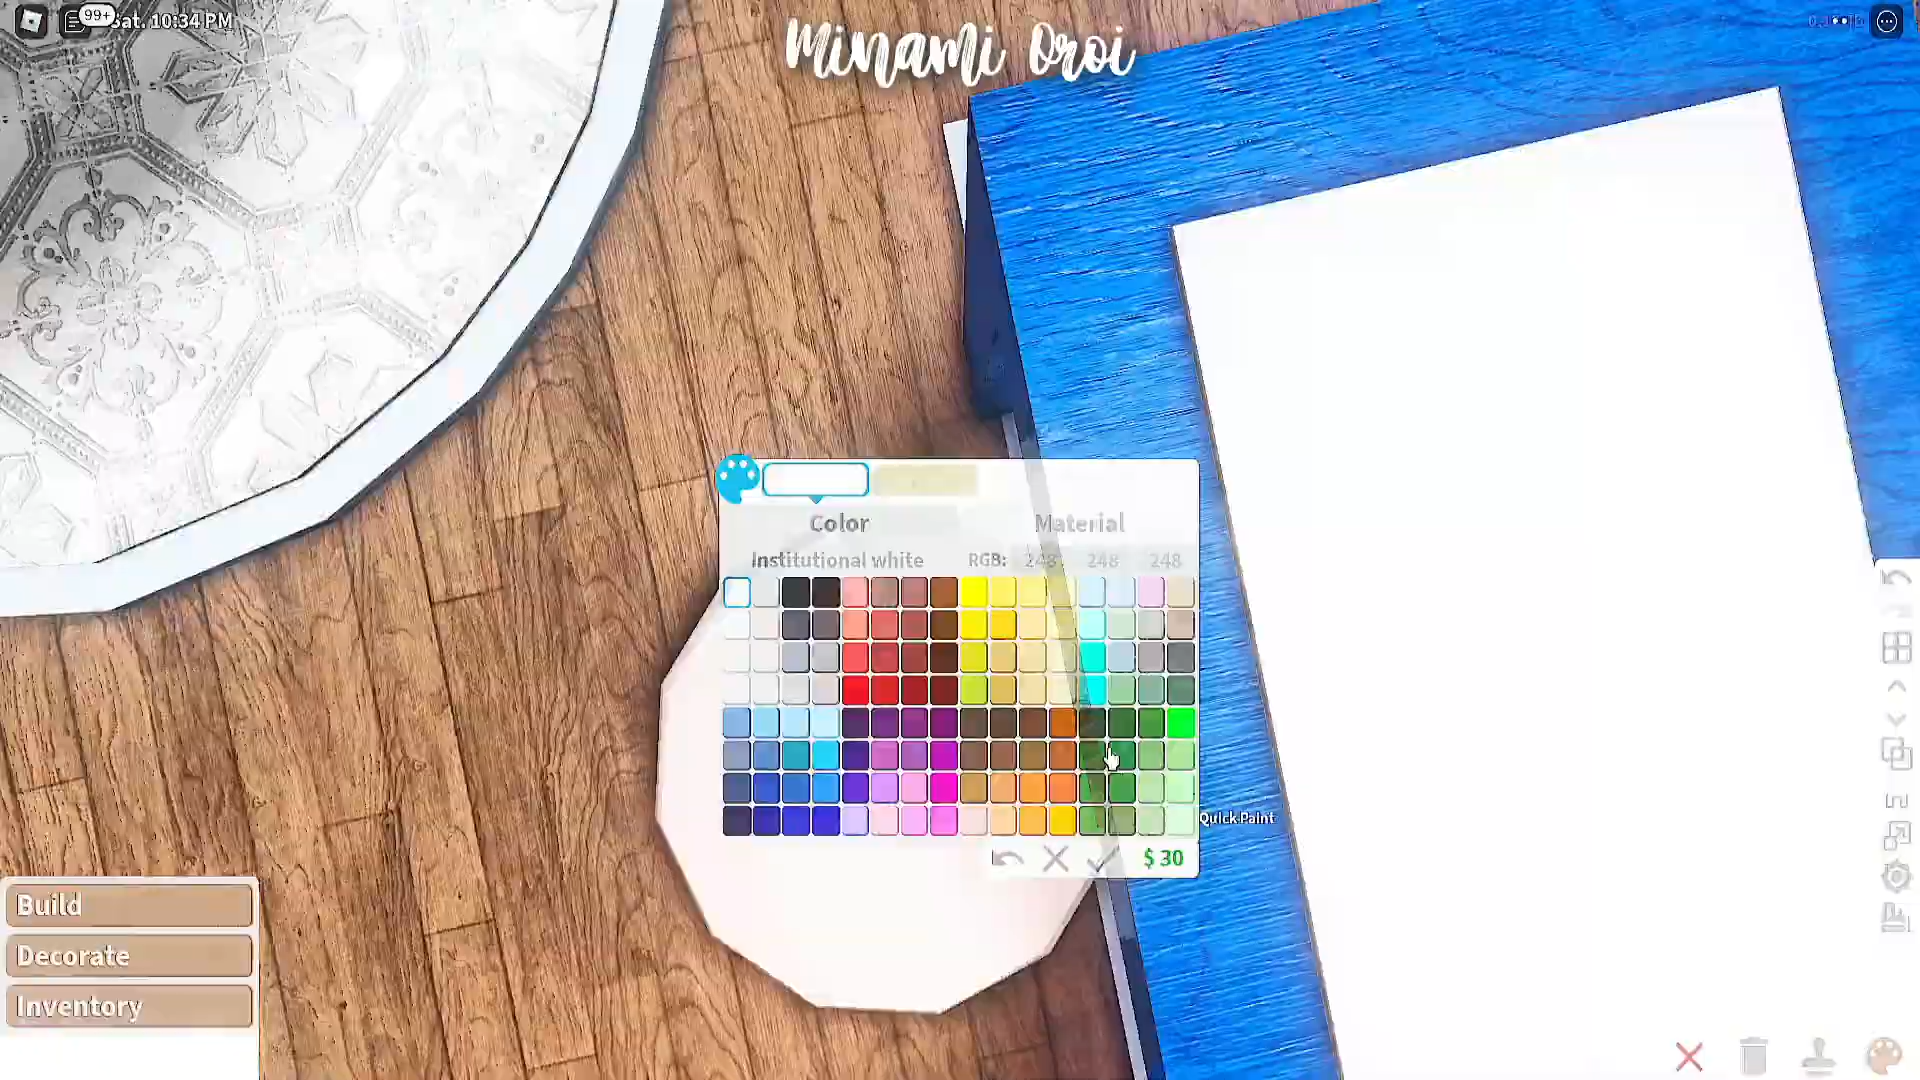 99+
Sat. 10:34 PM
Minami Oroi
Color
Material
Institutional white
RGB: 248 248 248
Quick Paint
$ 30
Build
Decorate
Inventory